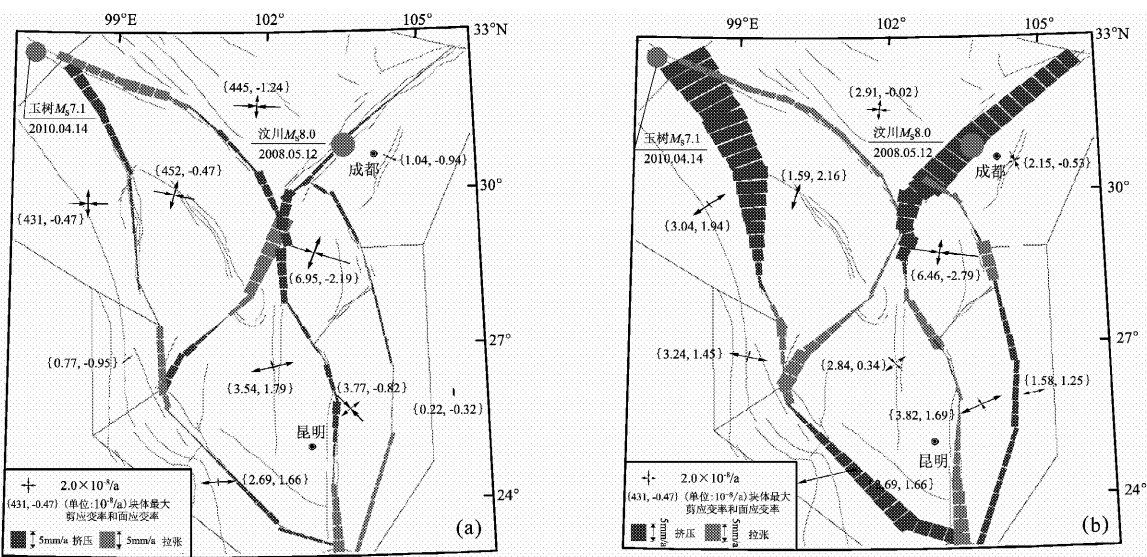 99°E
102°
105°
33°N
{445, -1.24}
玉树Ms7.1
2010.04.14
汶川Ms8.0
2008.05.12
成都
{1.04, -0.94}
30°
{452, -0.47}
{431, -0.47}
{6.95, -2.19}
27°
{0.77, -0.95}
{3.54, 1.79}
{3.77, -0.82}
{0.22, -0.32}
昆明
{2.69, 1.66}
24°
2.0×10⁻⁸/a
{431, -0.47} (单位: 10⁻⁸/a) 块体最大
剪应变率和面应变率
5mm/a 挤压
5mm/a 拉张
(a)
99°E
102°
105°
33°N
{2.91, -0.02}
玉树Ms7.1
2010.04.14
汶川Ms8.0
2008.05.12
成都
{2.15, -0.53}
30°
{1.59, 2.16}
{3.04, 1.94}
{6.46, -2.79}
27°
{3.24, 1.45}
{2.84, 0.34}
{1.58, 1.25}
{3.82, 1.69}
昆明
2.69, 1.66}
24°
2.0×10⁻⁸/a
{431, -0.47} (单位: 10⁻⁸/a) 块体最大
剪应变率和面应变率
5mm/a 挤压
5mm/a 拉张
(b)